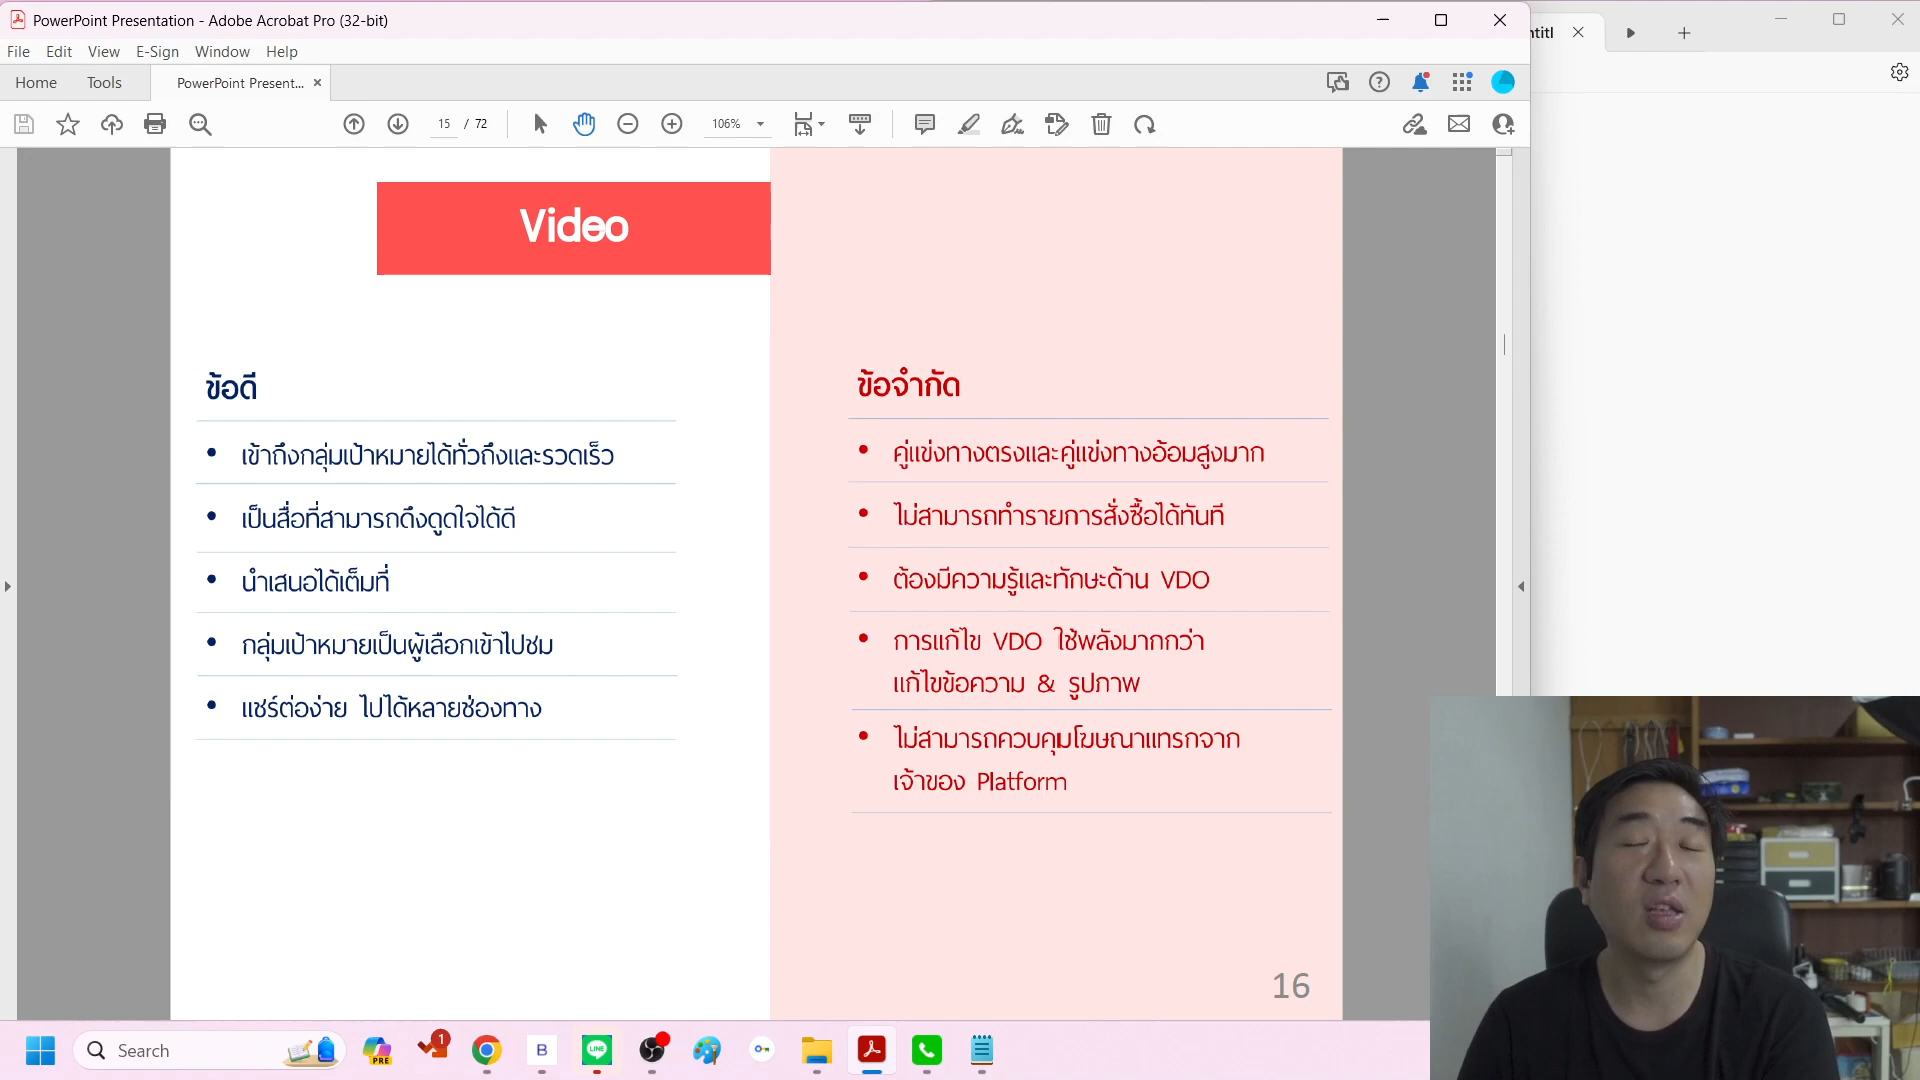 PowerPoint Presentation - Adobe Acrobat Pro (32-bit)
File Edit View E-Sign Window Help
Home Tools PowerPoint Present...
15 / 72
106%
Video
ข้อดี
• เข้าถึงกลุ่มเป้าหมายได้ทั่วถึงและรวดเร็ว
• เป็นสื่อที่สามารถดึงดูดใจได้ดี
• นำเสนอได้เต็มที่
• กลุ่มเป้าหมายเป็นผู้เลือกเข้าไปชม
• แชร์ต่อง่าย ไปได้หลายช่องทาง
ข้อจำกัด
• คู่แข่งทางตรงและคู่แข่งทางอ้อมสูงมาก
• ไม่สามารถทำรายการสั่งซื้อได้ทันที
• ต้องมีความรู้และทักษะด้าน VDO
• การแก้ไข VDO ใช้พลังมากกว่า
แก้ไขข้อความ & รูปภาพ
• ไม่สามารถควบคุมโฆษณาแทรกจาก
เจ้าของ Platform
16
ntitl
Search
PRE
1
B
LINE